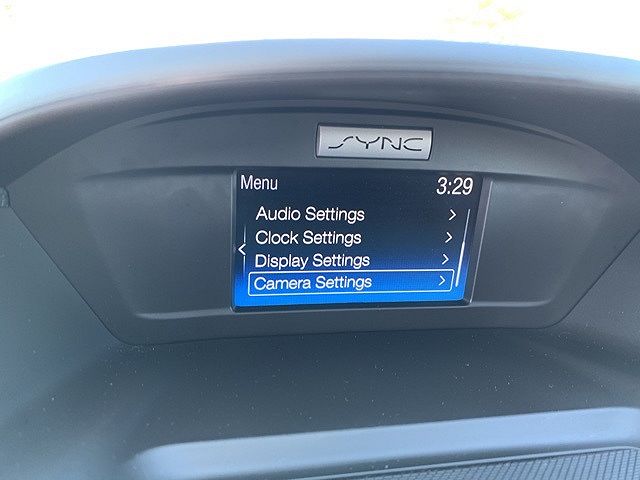 SYNC
Menu 3:29
Audio Settings >
Clock Settings >
Display Settings >
Camera Settings >